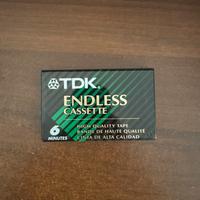 TDK
ENDLESS
CASSETTE
HIGH QUALITY TAPE
BANDE DE HAUTE QUALITÉ
CINTA DE ALTA CALIDAD
6
MINUTES